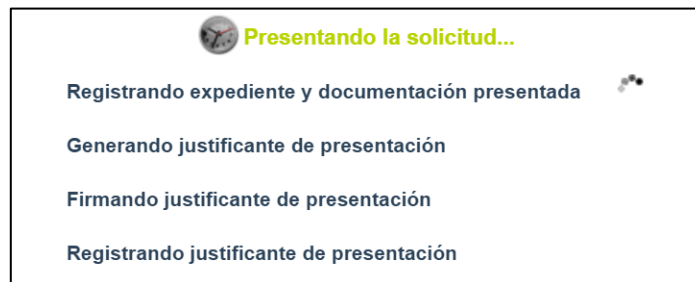 Presentando la solicitud...
Registrando expediente y documentación presentada
Generando justificante de presentación
Firmando justificante de presentación
Registrando justificante de presentación